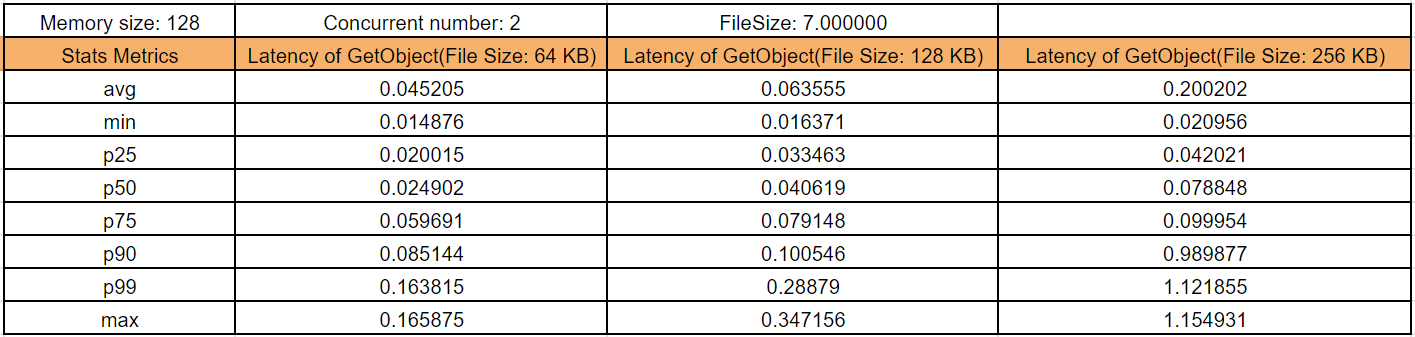 Memory size: 128 Concurrent number: 2 FileSize: 7.000000
Stats Metrics Latency of GetObject(File Size: 64 KB) Latency of GetObject(File Size: 128 KB) Latency of GetObject(File Size: 256 KB)
avg 0.045205 0.063555 0.200202
min 0.014876 0.016371 0.020956
p25 0.020015 0.033463 0.042021
p50 0.024902 0.040619 0.078848
p75 0.059691 0.079148 0.099954
p90 0.085144 0.100546 0.989877
p99 0.163815 0.28879 1.121855
max 0.165875 0.347156 1.154931